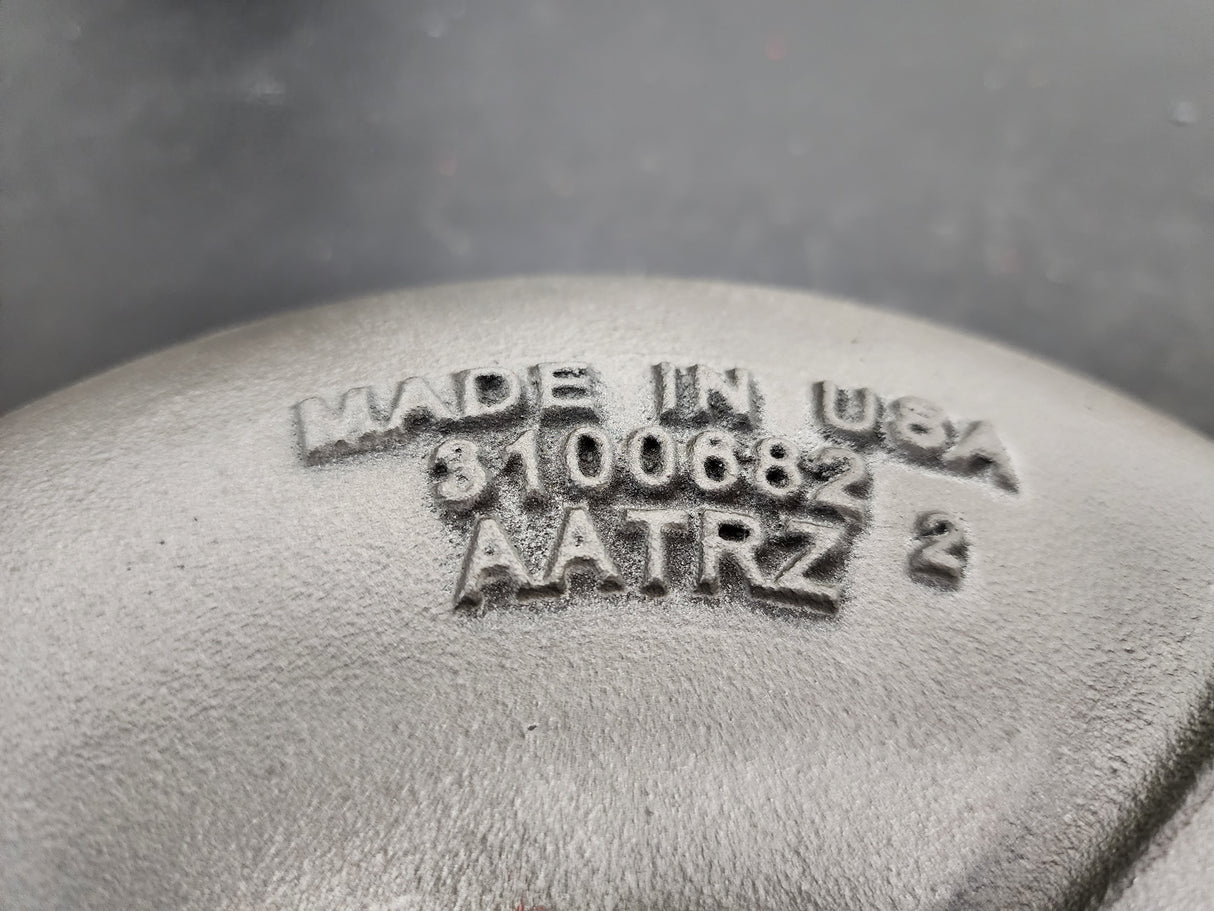 MADE IN USA
3100682
AATRZ 2